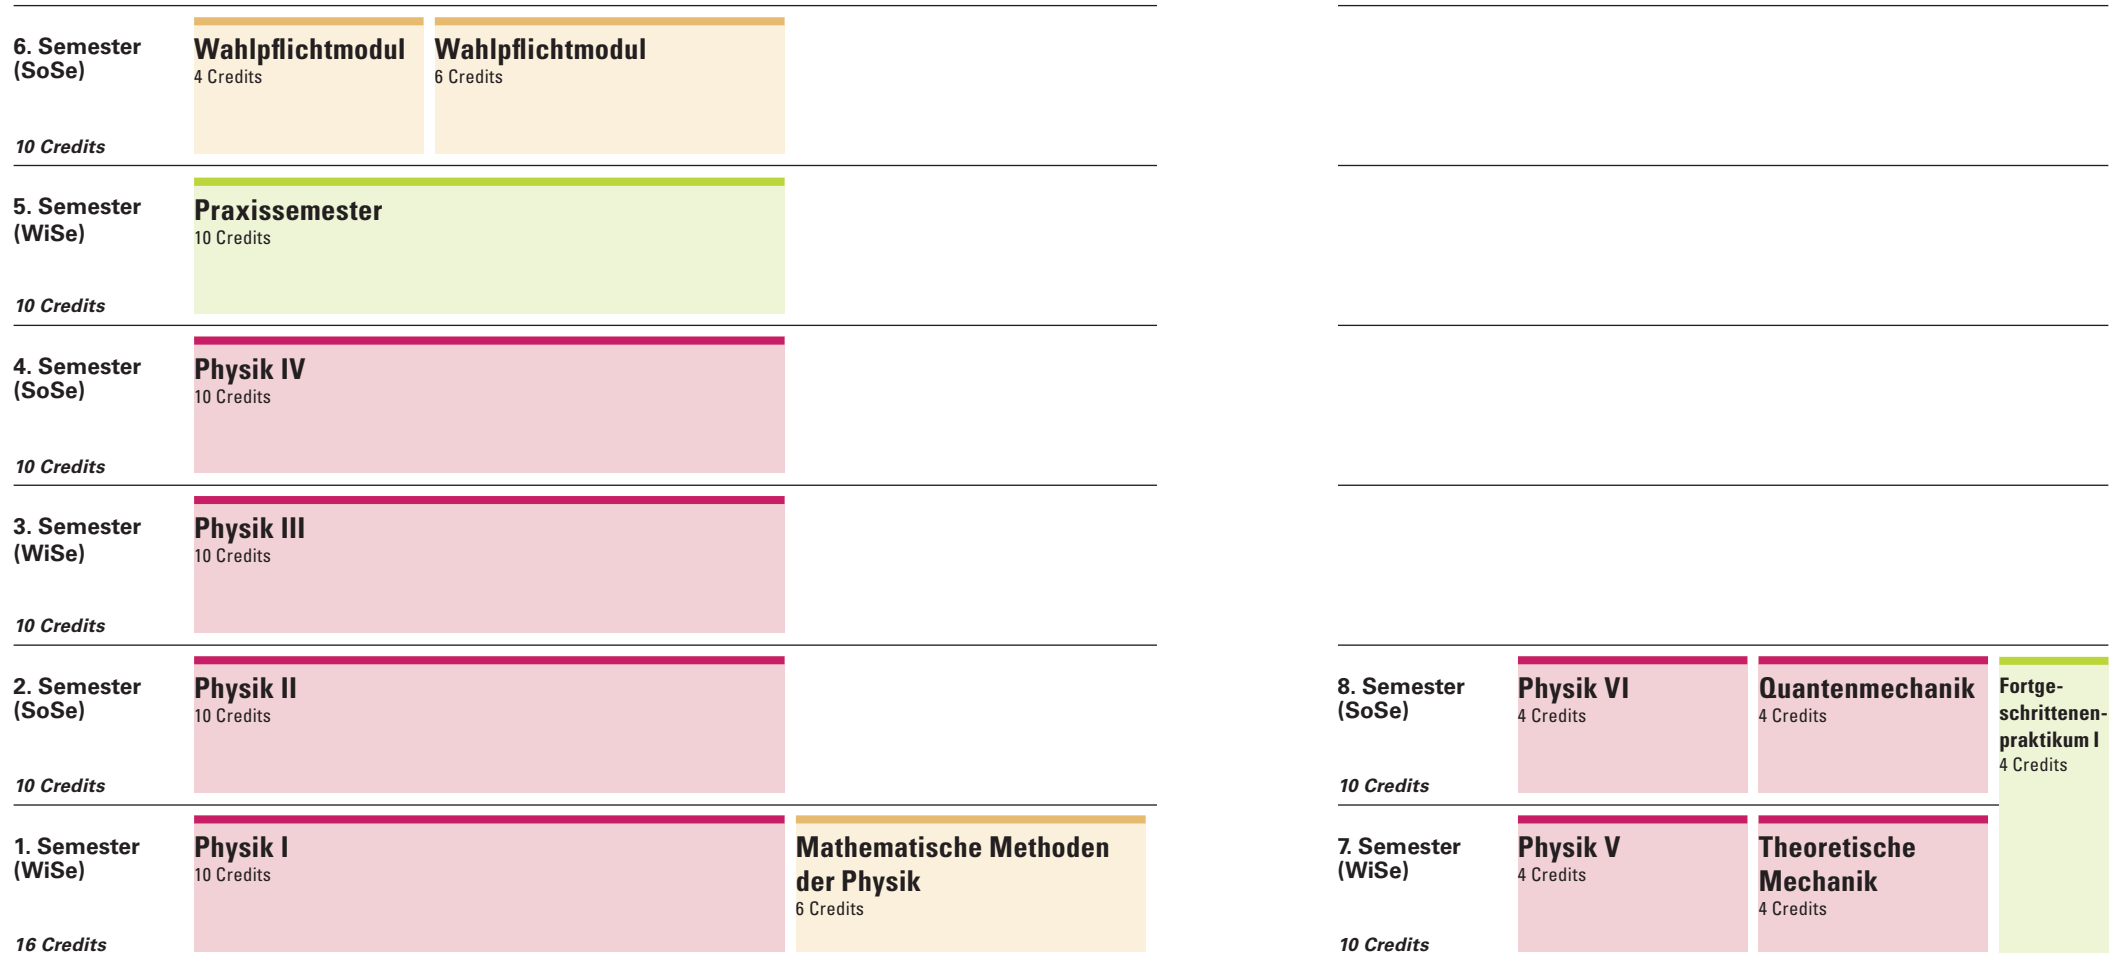 6. Semester
(SoSe)
10 Credits
Wahlpflichtmodul
4 Credits
Wahlpflichtmodul
6 Credits
5. Semester
(WiSe)
10 Credits
Praxissemester
10 Credits
4. Semester
(SoSe)
10 Credits
Physik IV
10 Credits
3. Semester
(WiSe)
10 Credits
Physik III
10 Credits
2. Semester
(SoSe)
10 Credits
Physik II
10 Credits
1. Semester
(WiSe)
16 Credits
Physik I
10 Credits
Mathematische Methoden
der Physik
6 Credits
8. Semester
(SoSe)
10 Credits
Physik VI
4 Credits
Quantenmechanik
4 Credits
Fortge-
schrittenen-
praktikum I
4 Credits
7. Semester
(WiSe)
10 Credits
Physik V
4 Credits
Theoretische
Mechanik
4 Credits